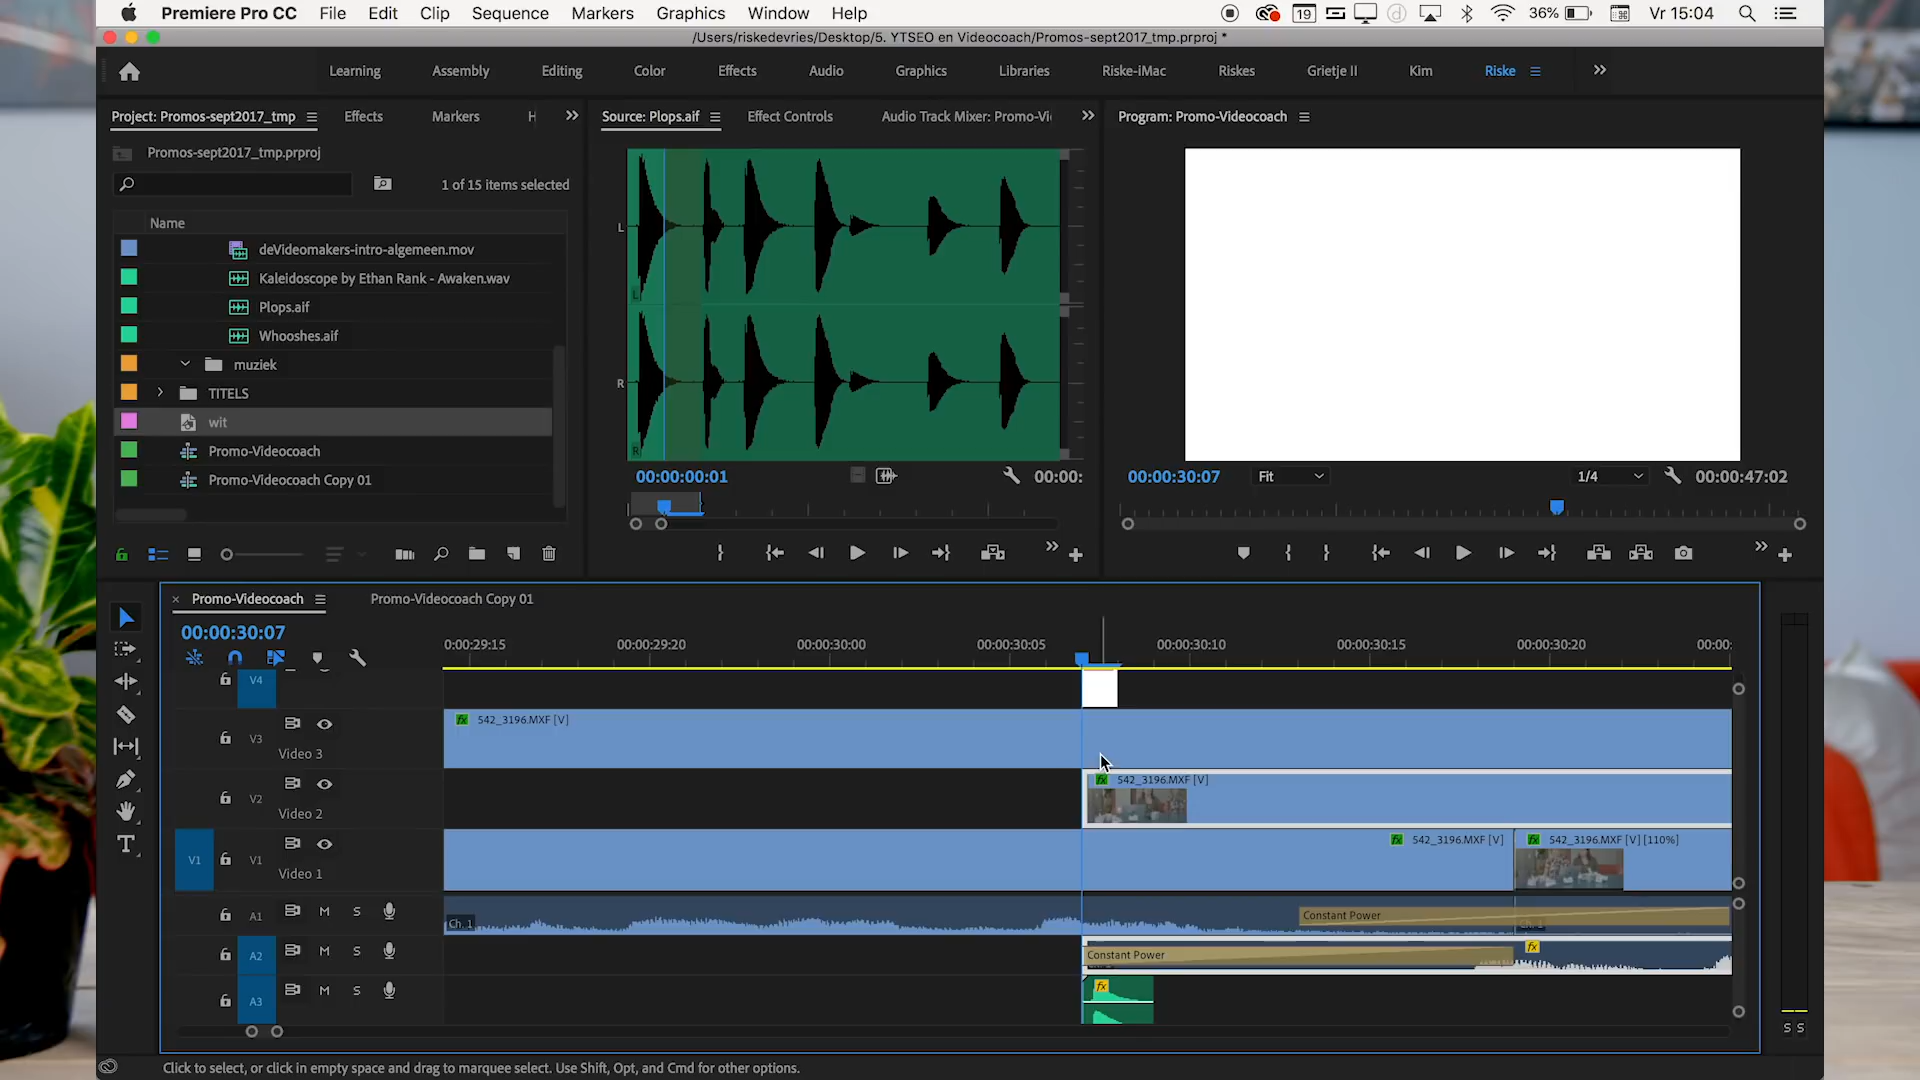 Premiere Pro CC File Edit Clip Sequence Markers Graphics Window Help
19 36% Vr 15:04
/Users/riskedevries/Desktop/5. YTSEO en Videocoach/Promos-sept2017_tmp.prproj *
Learning Assembly Editing Color Effects Audio Graphics Libraries Riske-iMac Riskes Grietje II Kim Riske
Project: Promos-sept2017_tmp Effects Markers H
Promos-sept2017_tmp.prproj
1 of 15 items selected
Name
deVideomakers-intro-algemeen.mov
Kaleidoscope by Ethan Rank - Awaken.wav
Plops.aif
Whooshes.aif
muziek
TITELS
wit
Promo-Videocoach
Promo-Videocoach Copy 01
Source: Plops.aif Effect Controls Audio Track Mixer: Promo-Vi
L
L
R
R
00:00:00:01 00:00:
Program: Promo-Videocoach
00:00:30:07 Fit 1/4 00:00:47:02
Promo-Videocoach Promo-Videocoach Copy 01
00:00:30:07
0:00:29:15 00:00:29:20 00:00:30:00 00:00:30:05 00:00:30:10 00:00:30:15 00:00:30:20 00:00:
V4
V3 Video 3 542_3196.MXF [V]
V2 Video 2 542_3196.MXF [V]
V1 V1 Video 1 542_3196.MXF [V] 542_3196.MXF [V] [110%]
A1 M S Ch. 1 Constant Power
A2 M S Constant Power fx
A3 M S fx
S S
Click to select, or click in empty space and drag to marquee select. Use Shift, Opt, and Cmd for other options.